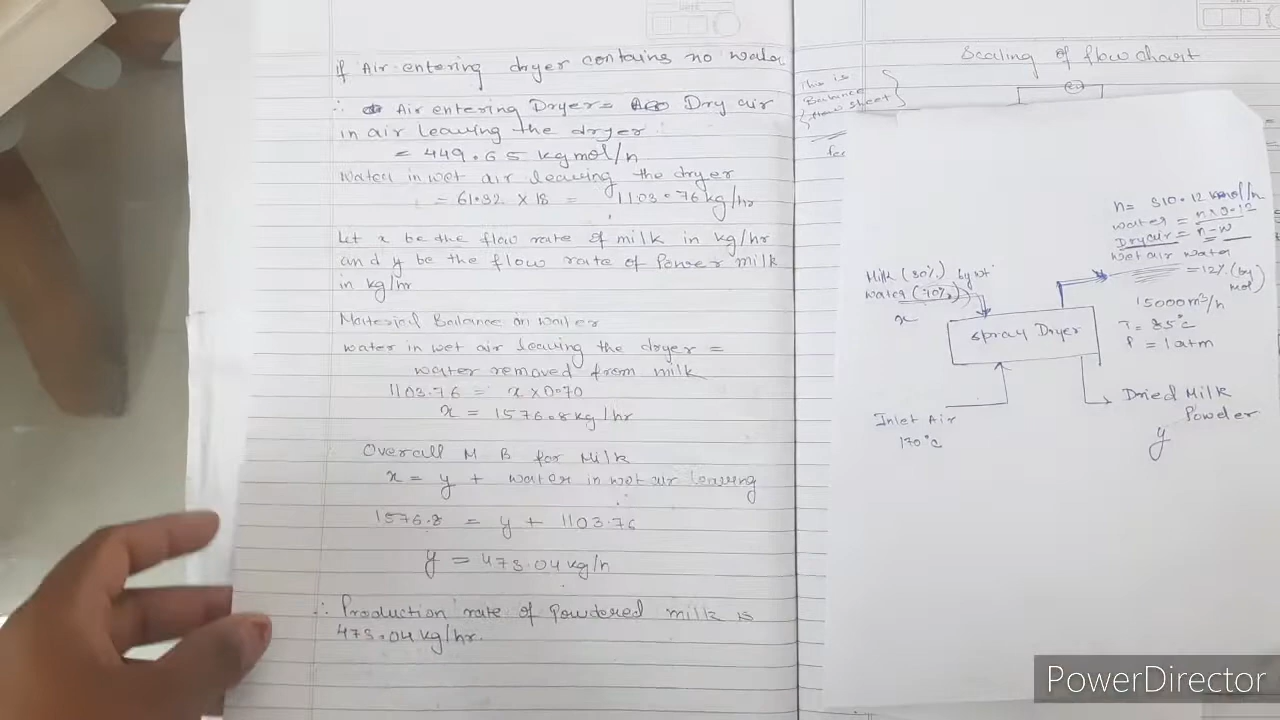 if Air entering dryer contains no water
∴ Air entering Dryer = Dry air
in air leaving the dryer
= 449.65 kgmol/h
water in wet air leaving the dryer
= 61.32 × 18 = 1103.76 kg/hr
Let x be the flow rate of milk in kg/hr
and y be the flow rate of Power milk
in kg/hr
Material Balance on water
water in wet air leaving the dryer =
water removed from milk
1103.76 = x × 0.70
x = 1576.8 kg/hr
Overall M B for Milk
x = y + water in wet air leaving
1576.8 = y + 1103.76
y = 473.04 kg/h
∴ Production rate of Powdered milk is
473.04 kg/hr.
Scaling of flow chart
This is
Balance
flow sheet
n = 510.12 kmol/h
water = n × 0.12
Dry air = n - w
wet air water
= 12% (by
mol)
15000 m³/h
T = 85°c
P = 1 atm
Milk (30%) by wt
water (70%)
x
Spray Dryer
Inlet Air
170°c
Dried Milk
Powder
y
PowerDirector